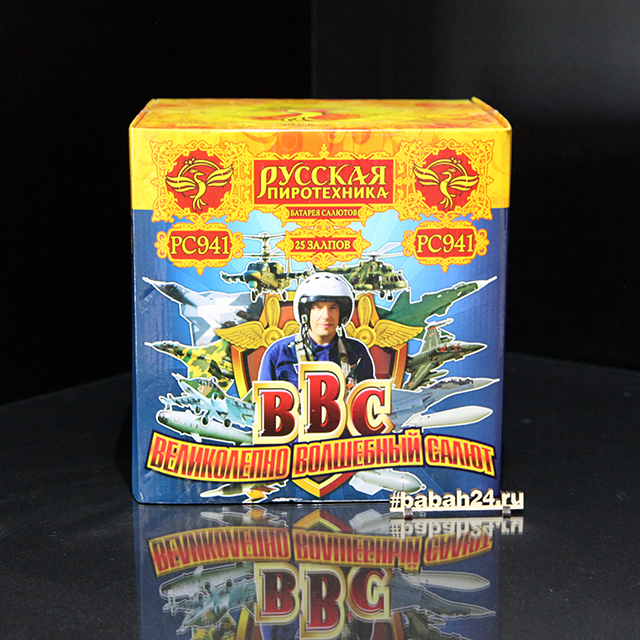 РУССКАЯ
ПИРОТЕХНИКА
БАТАРЕЯ САЛЮТОВ
РС941
25 ЗАЛПОВ
РС941
ВВС
ВЕЛИКОЛЕПНО ВОЛШЕБНЫЙ САЛЮТ
#babah24.ru